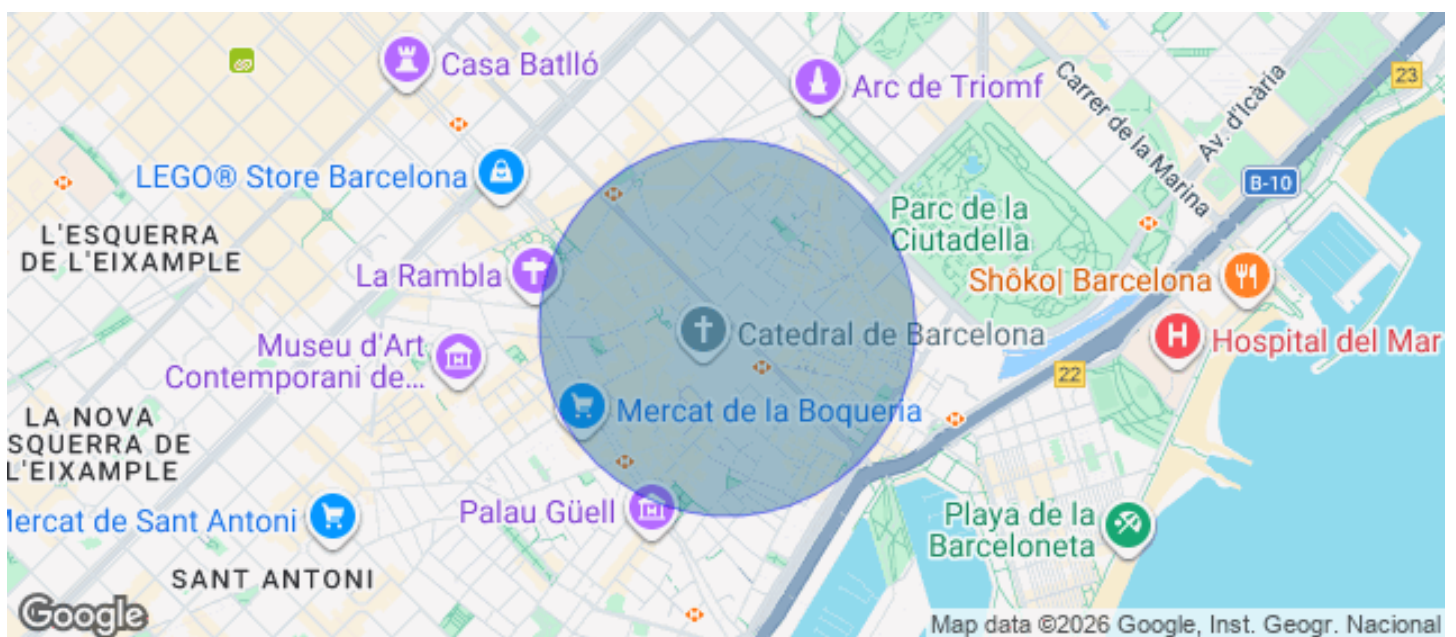 Casa Batlló
Arc de Triomf
Carrer de la Marina
Av. d'Icària
23
LEGO® Store Barcelona
B-10
L'ESQUERRA
DE L'EIXAMPLE
Parc de la
Ciutadella
La Rambla
Shôko| Barcelona
Museu d'Art
Contemporani de...
Catedral de Barcelona
H
Hospital del Mar
22
Mercat de la Boqueria
LA NOVA
SQUERRA DE
L'EIXAMPLE
Palau Güell
Mercat de Sant Antoni
Playa de la
Barceloneta
SANT ANTONI
Google
Map data ©2026 Google, Inst. Geogr. Nacional